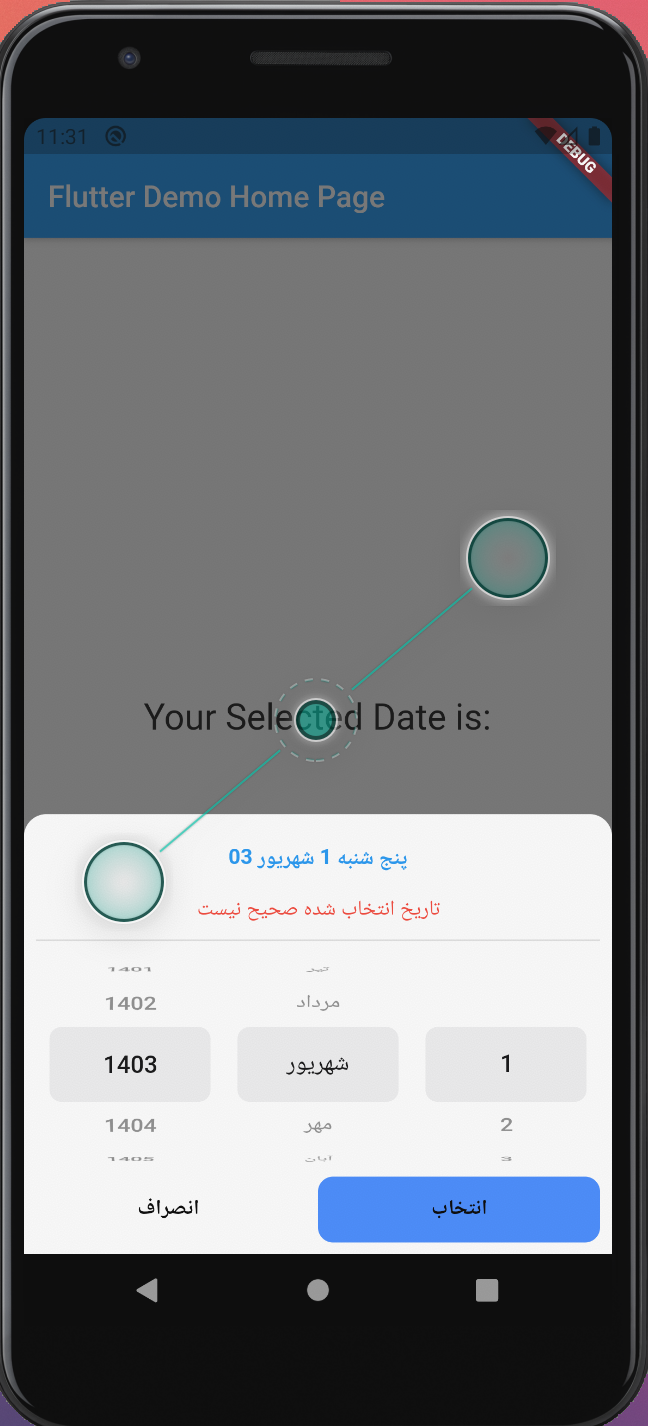 11:31
DEBUG
Flutter Demo Home Page
Your Selected Date is:
پنج شنبه 1 شهریور 03
تاریخ انتخاب شده صحیح نیست
1401 تیر
1402 مرداد
1403 شهریور 1
1404 مهر 2
1405 آبان 3
انصراف انتخاب